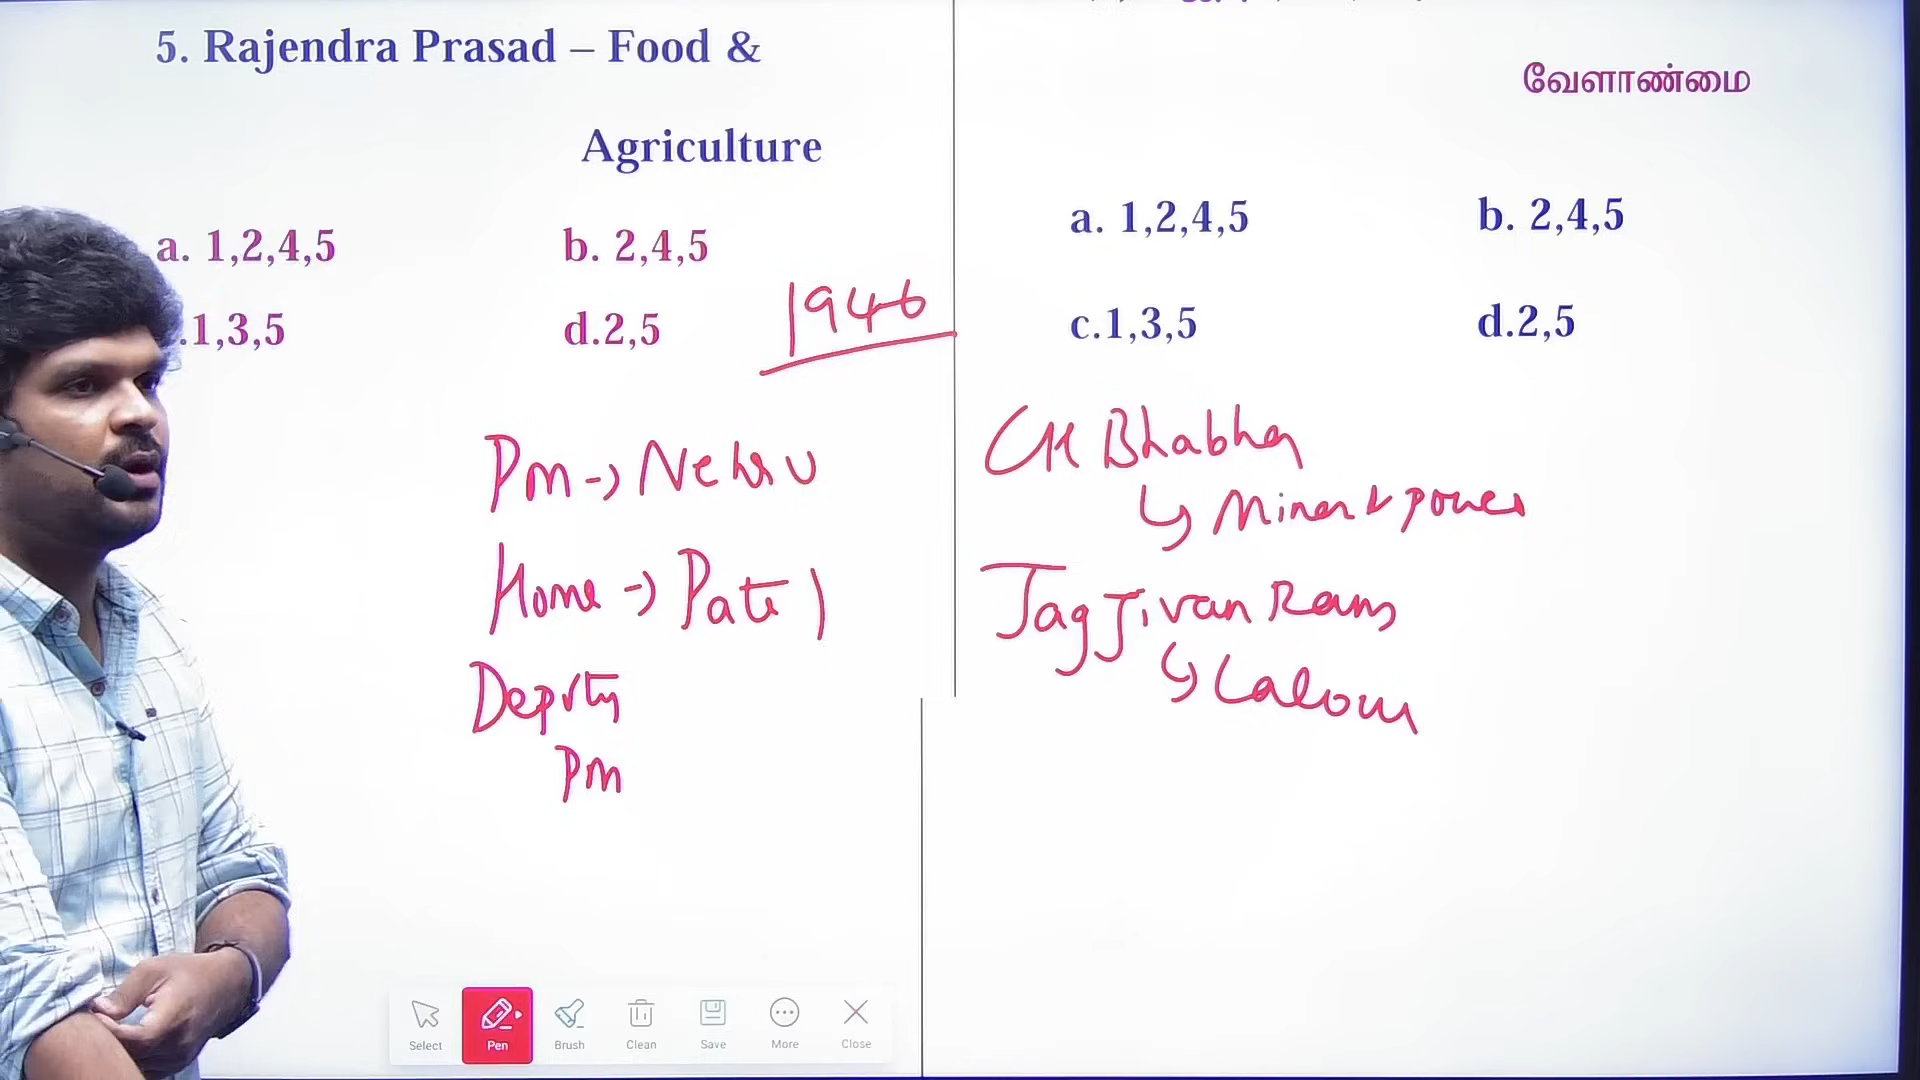 5. Rajendra Prasad – Food &
Agriculture
a. 1,2,4,5 b. 2,4,5
.1,3,5 d.2,5
1946
Pm -> Nehru
Home -> Patel
Deputy
Pm
வேளாண்மை
a. 1,2,4,5 b. 2,4,5
c.1,3,5 d.2,5
CH Bhabha
↳ Mines & Power
Jag Jivan Ram
↳ Labour
Select Pen Brush Clean Save More Close